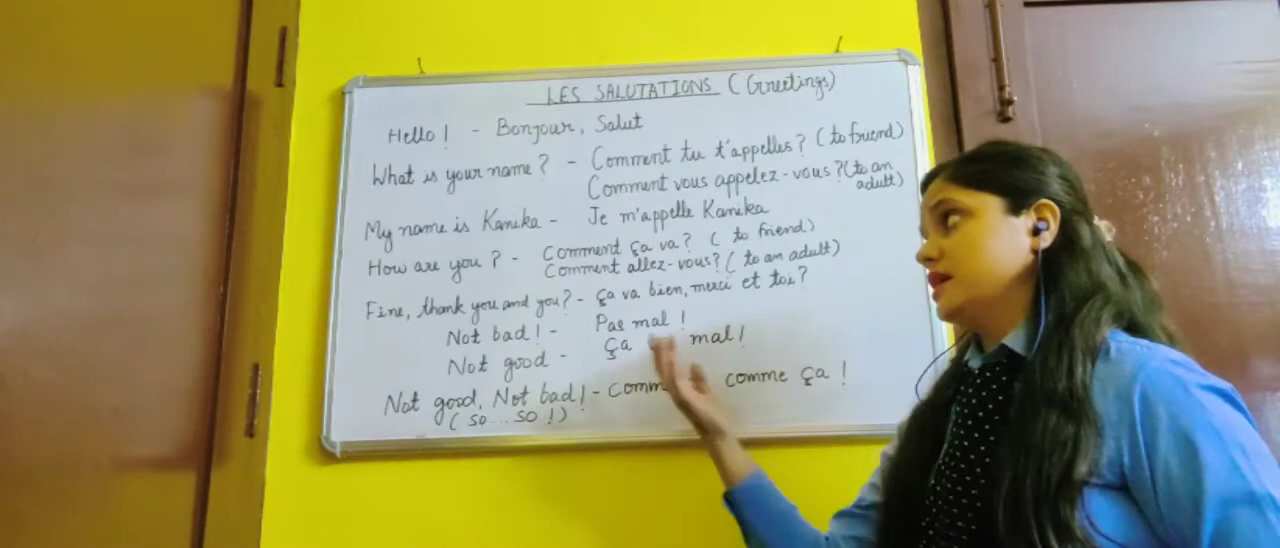 LES SALUTATIONS (Greetings)
Hello! - Bonjour, Salut
What is your name? - Comment tu t'appelles? (to friend)
Comment vous appelez-vous? (to an adult)
My name is Kanika - Je m'appelle Kanika
How are you? - Comment ça va? (to friend)
Comment allez-vous? (to an adult)
Fine, thank you and you? - ça va bien, merci et toi?
Not bad! - Pas mal!
Not good - Ça mal!
Not good, Not bad! - comme ça!
(so...so!)